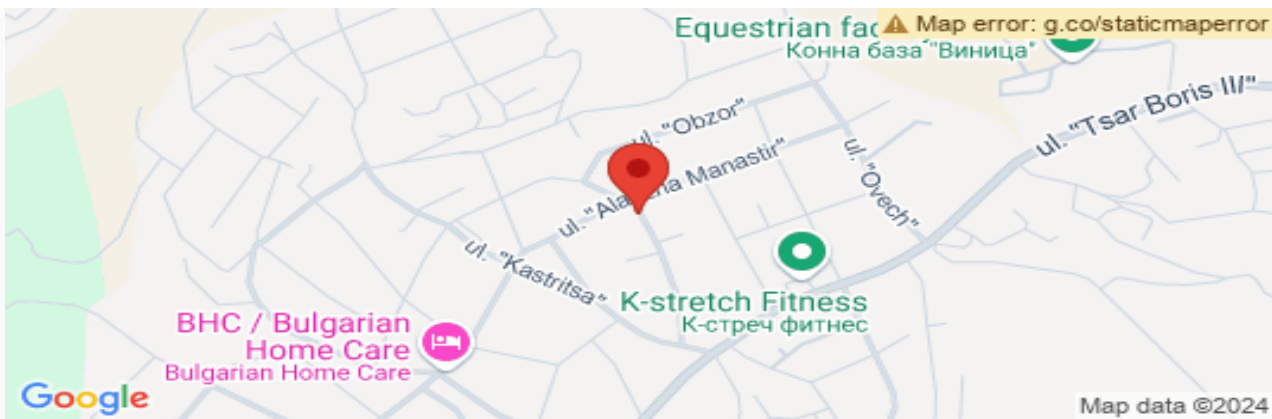 Equestrian fac
Map error: g.co/staticmaperror
Конна база "Виница"
ul. "Tsar Boris III"
ul. "Obzor"
Manastir"
ul. "Ovech"
ul. "Kastritsa"
K-stretch Fitness
К-стреч фитнес
BHC / Bulgarian
Home Care
Bulgarian Home Care
Google
Map data ©2024